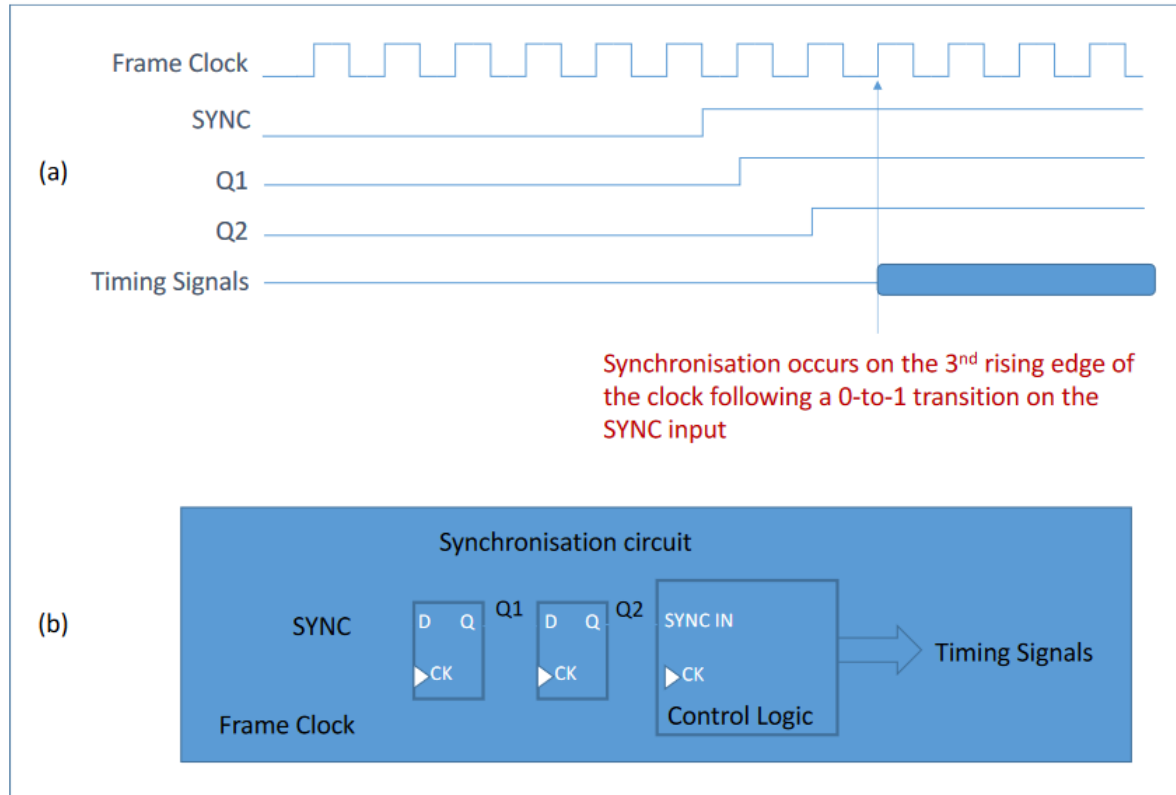 Frame Clock
SYNC
(a)
Q1
Q2
Timing Signals
Synchronisation occurs on the 3nd rising edge of
the clock following a 0-to-1 transition on the
SYNC input
Synchronisation circuit
(b)
SYNC
D Q
Q1
D Q
Q2
SYNC IN
CK
CK
CK
Control Logic
Timing Signals
Frame Clock